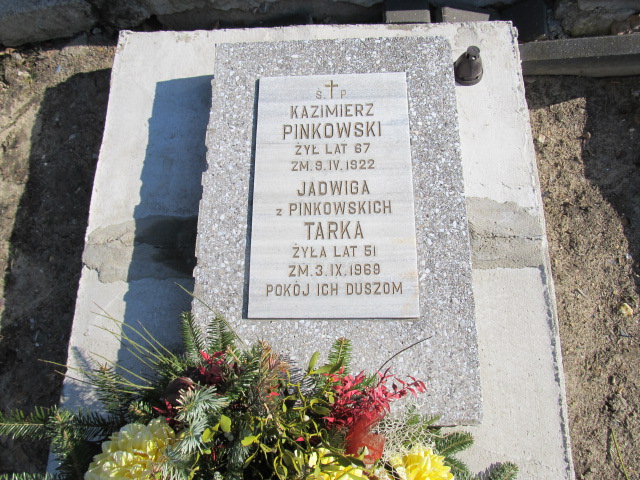 Ś P
KAZIMIERZ
PINKOWSKI
ŻYŁ LAT 67
ZM. 9. IV. 1922
JADWIGA
z PINKOWSKICH
TARKA
ŻYŁA LAT 51
ZM. 3. IX. 1969
POKÓJ ICH DUSZOM